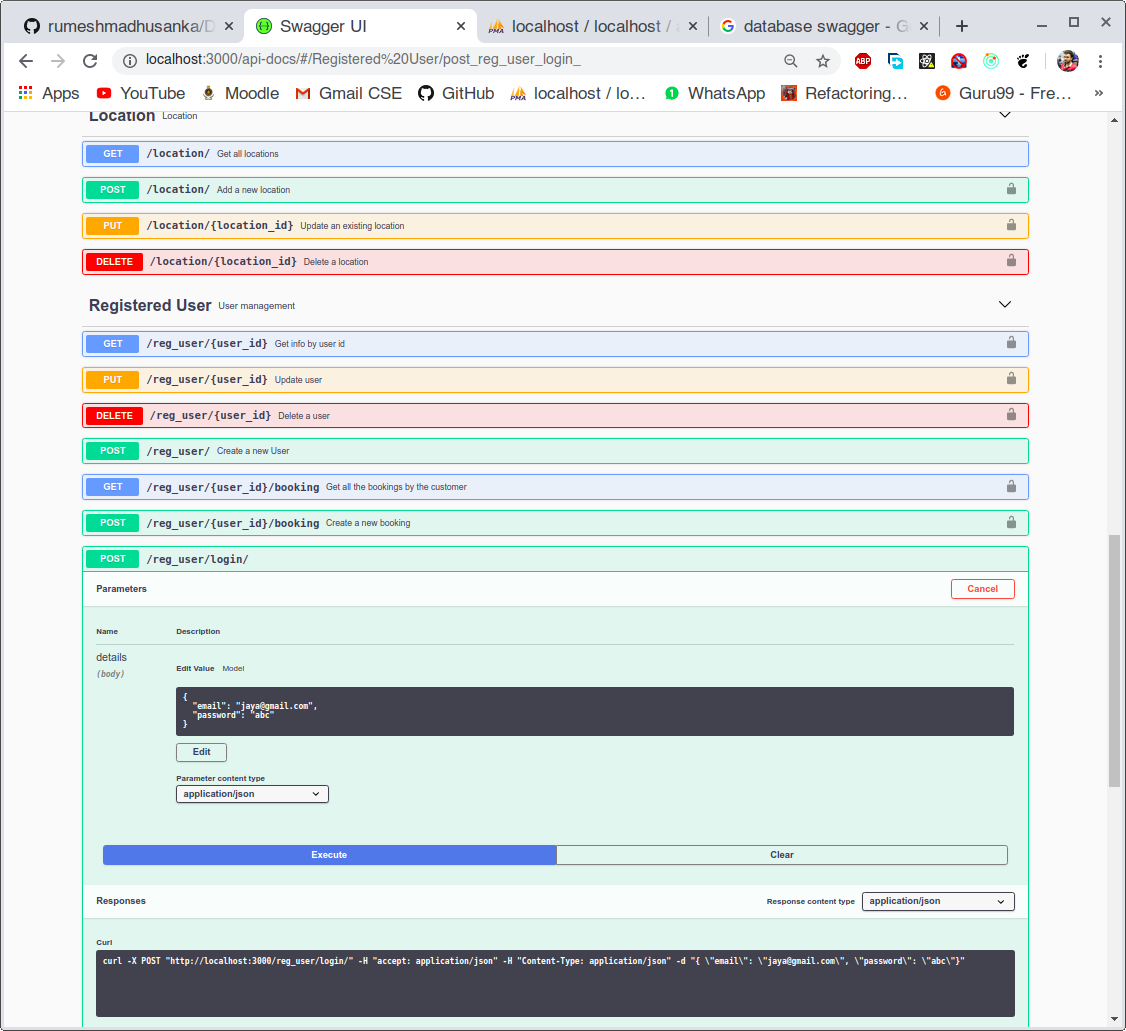 rumeshmadhusanka/D
Swagger UI
localhost / localhost / a
database swagger - G
localhost:3000/api-docs/#/Registered%20User/post_reg_user_login_
ABP
Apps
YouTube
Moodle
Gmail CSE
GitHub
localhost / lo…
1
WhatsApp
Refactoring…
Guru99 - Fre…
»
Location Location
GET /location/ Get all locations
POST /location/ Add a new location
PUT /location/{location_id} Update an existing location
DELETE /location/{location_id} Delete a location
Registered User User management
GET /reg_user/{user_id} Get info by user id
PUT /reg_user/{user_id} Update user
DELETE /reg_user/{user_id} Delete a user
POST /reg_user/ Create a new User
GET /reg_user/{user_id}/booking Get all the bookings by the customer
POST /reg_user/{user_id}/booking Create a new booking
POST /reg_user/login/
Parameters Cancel
Name Description
details
(body)
Edit Value Model
{
"email": "jaya@gmail.com",
"password": "abc"
}
Edit
Parameter content type
application/json
Execute Clear
Responses Response content type application/json
Curl
curl -X POST "http://localhost:3000/reg_user/login/" -H "accept: application/json" -H "Content-Type: application/json" -d "{ \"email\": \"jaya@gmail.com\", \"password\": \"abc\"}"